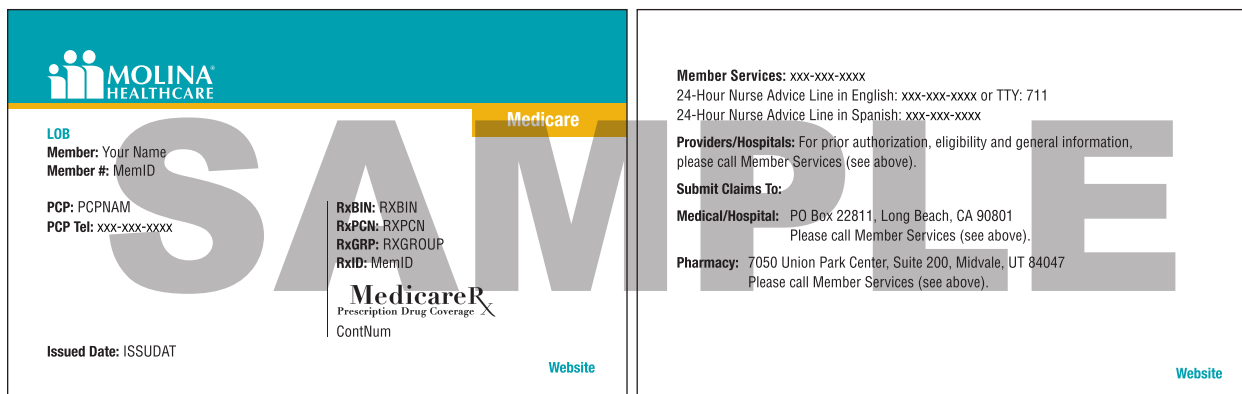 MOLINA®
HEALTHCARE
Medicare
LOB
Member: Your Name
Member #: MemID
PCP: PCPNAM
PCP Tel: xxx-xxx-xxxx
RxBIN: RXBIN
RxPCN: RXPCN
RxGRP: RXGROUP
RxID: MemID
MedicareRx
Prescription Drug Coverage
ContNum
Issued Date: ISSUDAT
Website
Member Services: xxx-xxx-xxxx
24-Hour Nurse Advice Line in English: xxx-xxx-xxxx or TTY: 711
24-Hour Nurse Advice Line in Spanish: xxx-xxx-xxxx
Providers/Hospitals: For prior authorization, eligibility and general information,
please call Member Services (see above).
Submit Claims To:
Medical/Hospital: PO Box 22811, Long Beach, CA 90801
Please call Member Services (see above).
Pharmacy: 7050 Union Park Center, Suite 200, Midvale, UT 84047
Please call Member Services (see above).
Website
SAMPLE